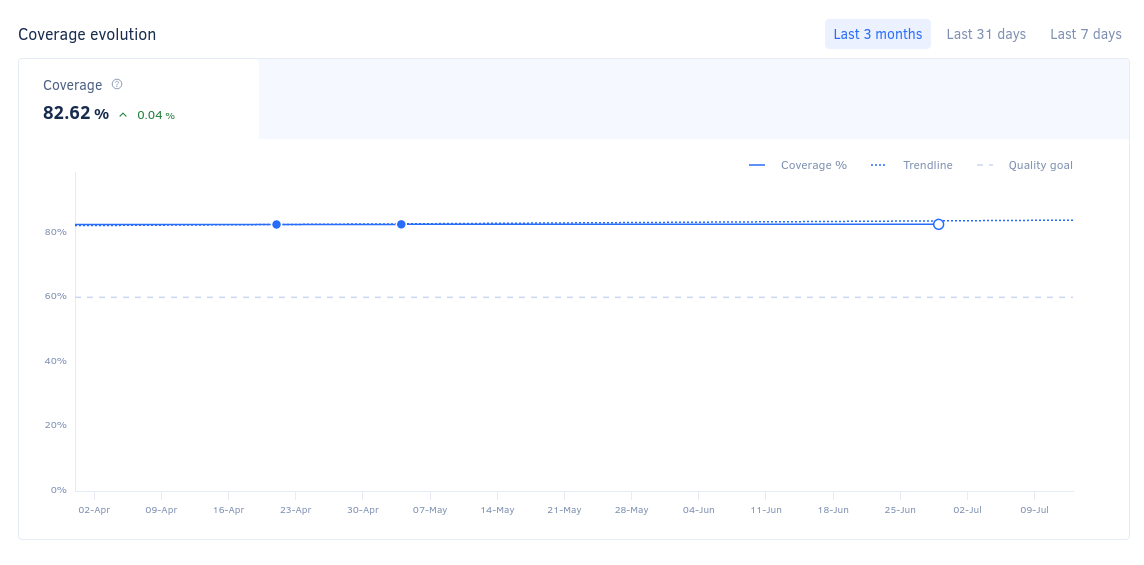 Coverage evolution
Last 3 months Last 31 days Last 7 days
Coverage
82.62 % 0.04 %
Coverage % Trendline Quality goal
80%
60%
40%
20%
0%
02-Apr 09-Apr 16-Apr 23-Apr 30-Apr 07-May 14-May 21-May 28-May 04-Jun 11-Jun 18-Jun 25-Jun 02-Jul 09-Jul